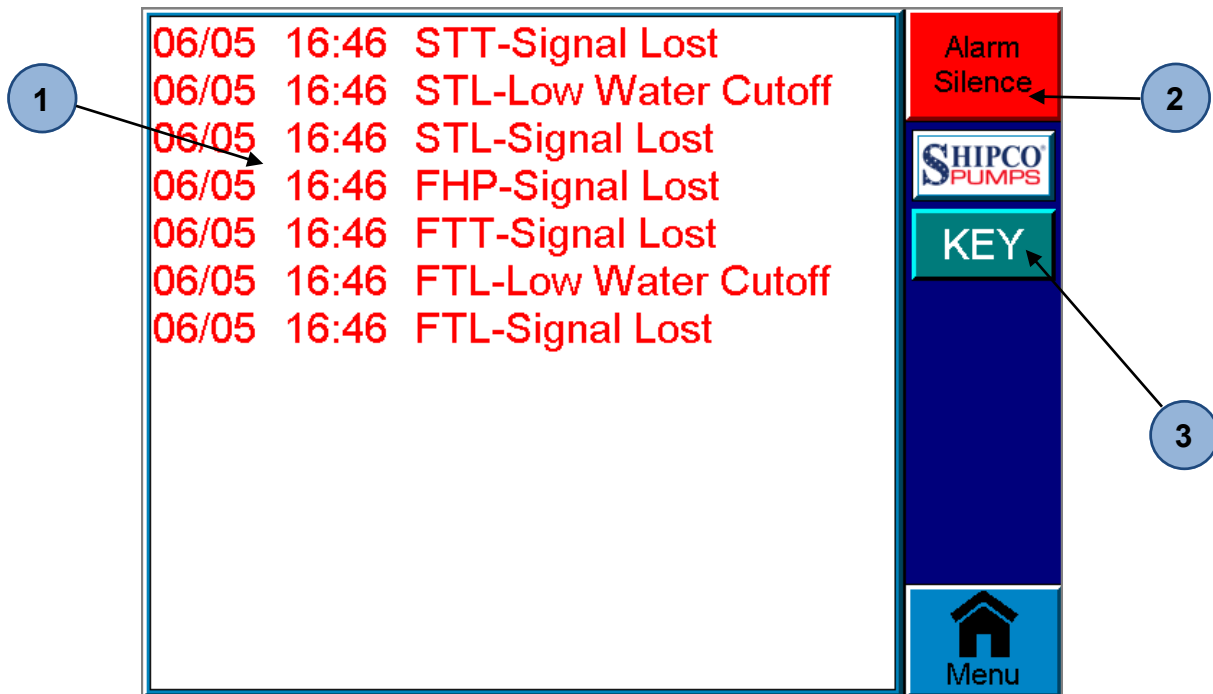 06/05 16:46 STT-Signal Lost
06/05 16:46 STL-Low Water Cutoff
06/05 16:46 STL-Signal Lost
06/05 16:46 FHP-Signal Lost
06/05 16:46 FTT-Signal Lost
06/05 16:46 FTL-Low Water Cutoff
06/05 16:46 FTL-Signal Lost
Alarm
Silence
SHIPCO®
PUMPS
KEY
Menu
1
2
3